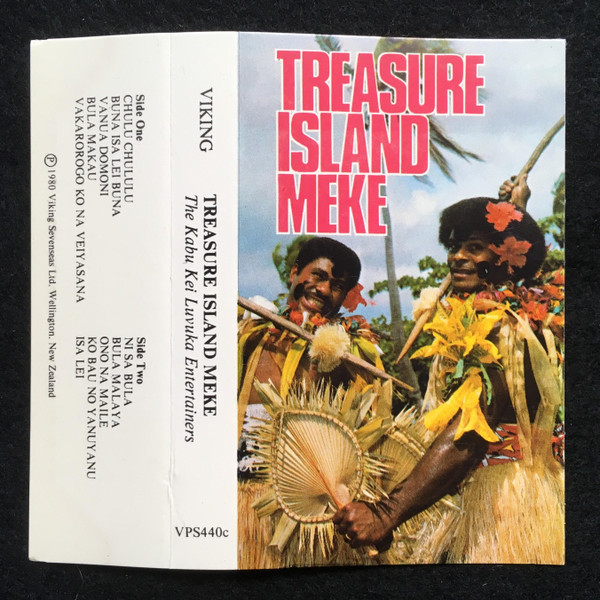 TREASURE
ISLAND
MEKE
VIKING
TREASURE ISLAND MEKE
The Kabu Kei Luvuka Entertainers
VPS440c
Side One
CHULU CHULULU
BUNA ISA LEI BUNA
VANUA DOMONI
BULA MAKAU
VAKAROROGO KO NA VEIYASANA
Side Two
NI SA BULA
BULA MALAYA
ONO NA MAILE
KO BAU NO YANUYANU
ISA LEI
℗ 1980 Viking Sevenseas Ltd. Wellington, New Zealand